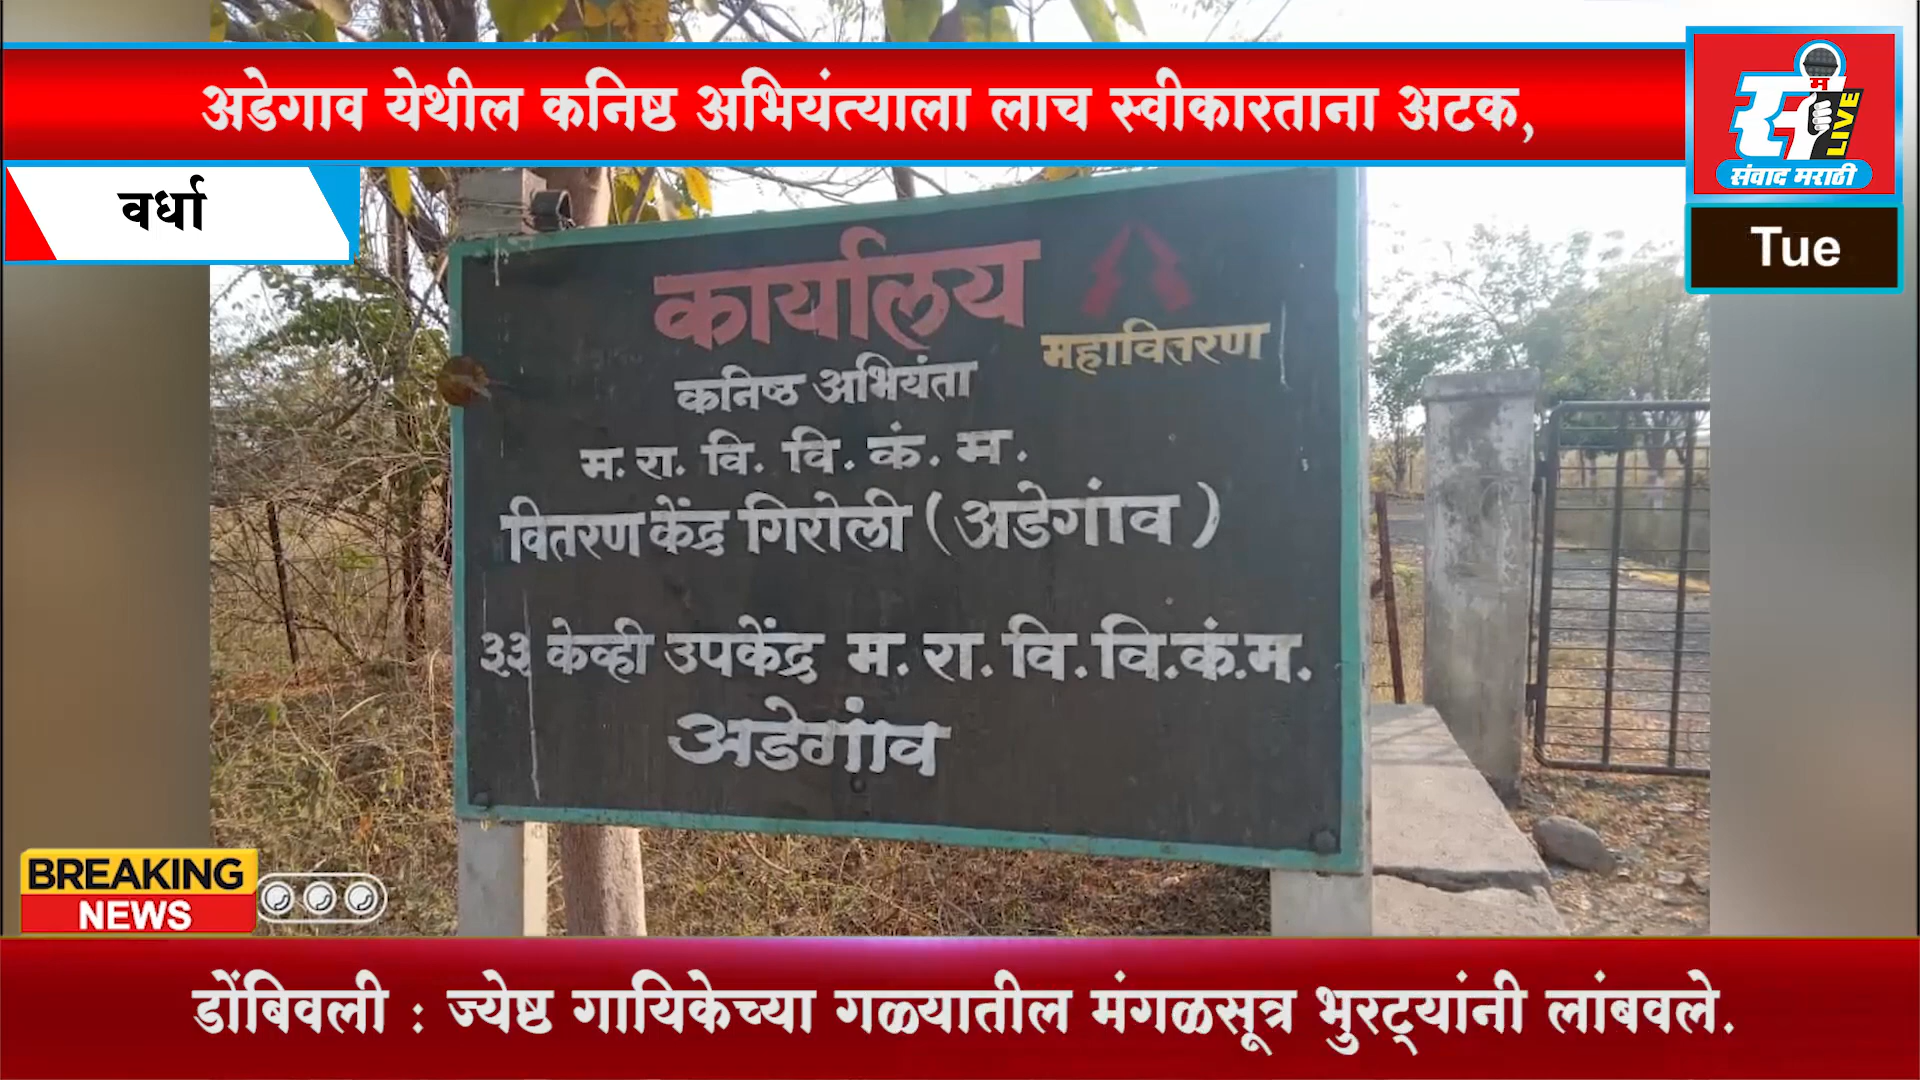 अडेगाव येथील कनिष्ठ अभियंत्याला लाच स्वीकारताना अटक,
म
LIVE
संवाद मराठी
वर्धा
Tue
कार्यालय
महावितरण
कनिष्ठ अभियंता
म. रा. वि. वि. कं. म.
वितरण केंद्र गिरोली (अडेगांव)
३३ केव्ही उपकेंद्र म. रा. वि. वि. कं. म.
अडेगांव
BREAKING
NEWS
डोंबिवली : ज्येष्ठ गायिकेच्या गळ्यातील मंगळसूत्र भुरट्यांनी लांबवले.